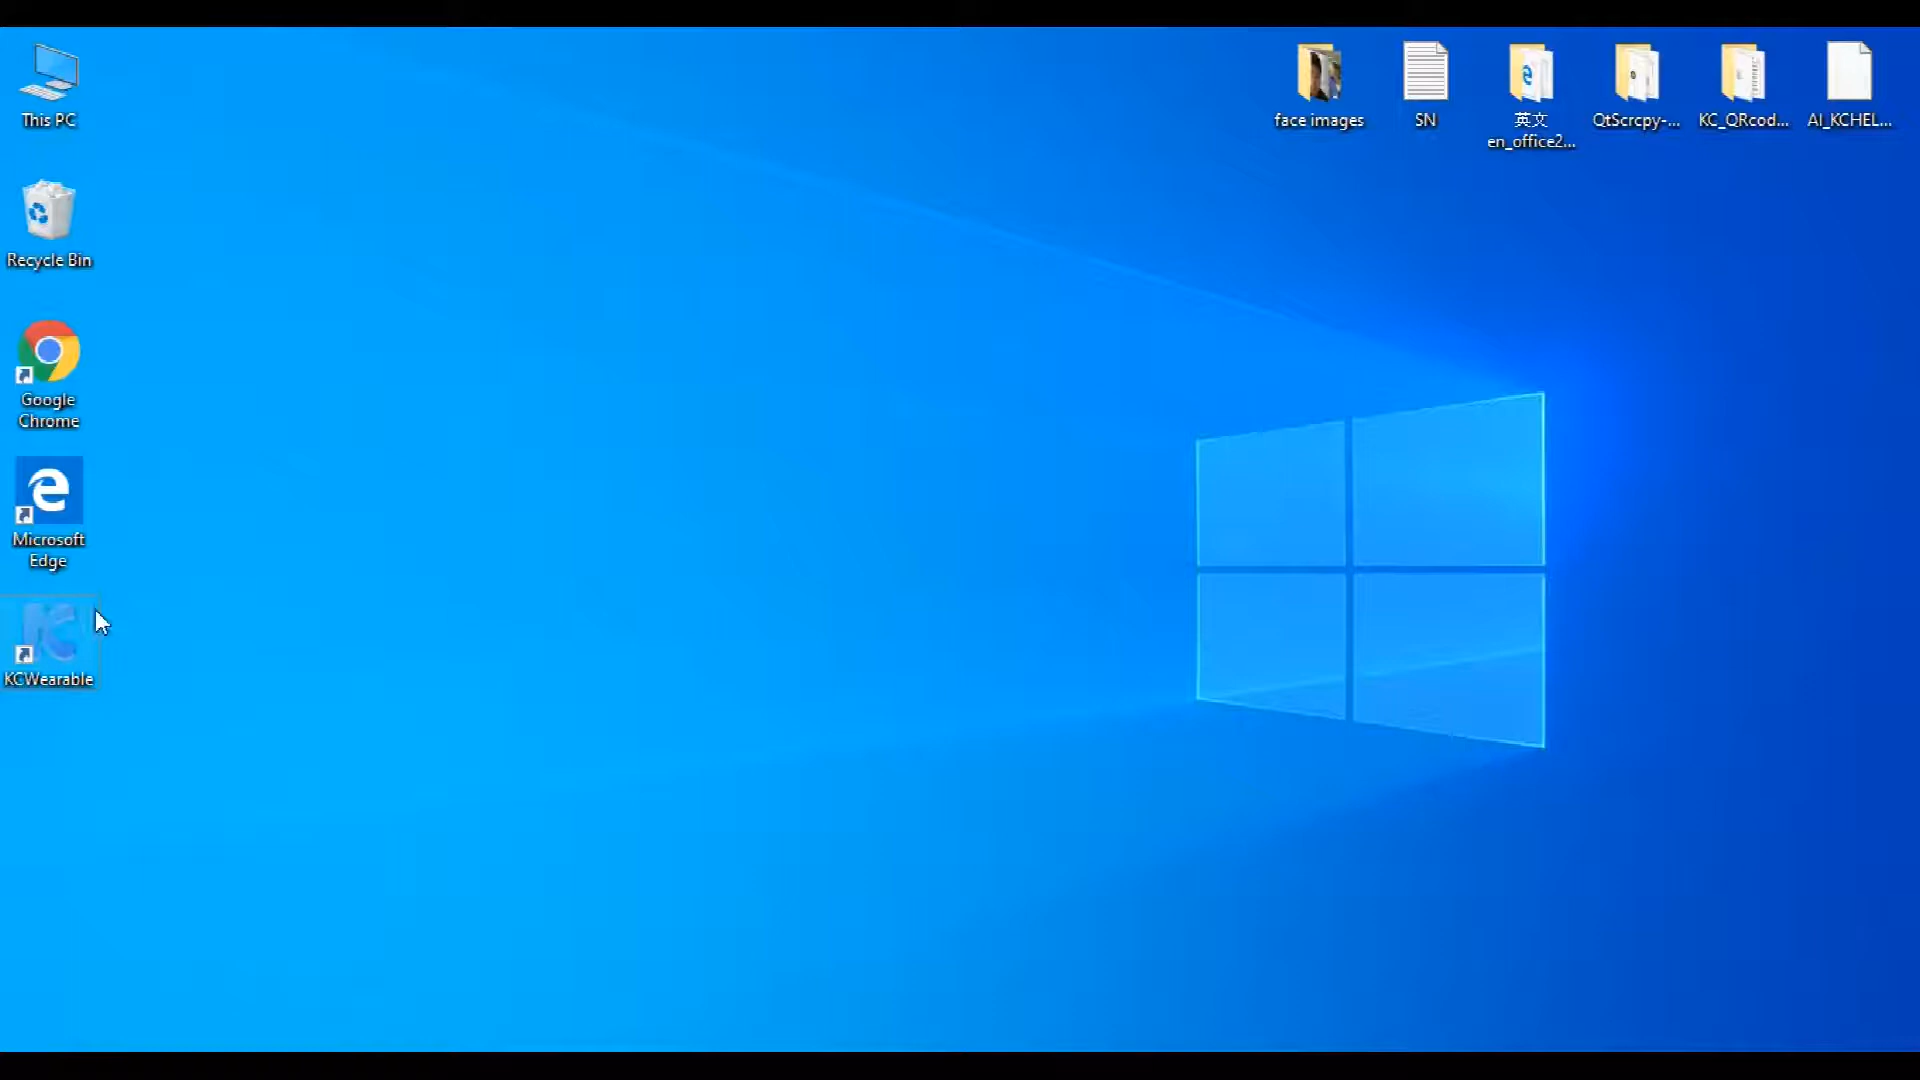 This PC
Recycle Bin
Google
Chrome
Microsoft
Edge
KCWearable
face images
SN
英文
en_office2...
QtScrcpy-...
KC_QRcod...
AI_KCHEL...